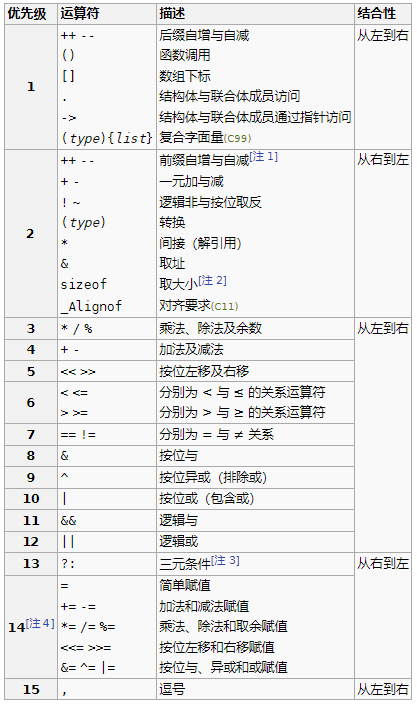 优先级 运算符 描述 结合性
1 ++ -- 后缀自增与自减 从左到右
() 函数调用
[] 数组下标
. 结构体与联合体成员访问
-> 结构体与联合体成员通过指针访问
(type){list} 复合字面量(C99)
2 ++ -- 前缀自增与自减[注 1] 从右到左
+ - 一元加与减
! ~ 逻辑非与按位取反
(type) 转换
* 间接（解引用）
& 取址
sizeof 取大小[注 2]
_Alignof 对齐要求(C11)
3 * / % 乘法、除法及余数 从左到右
4 + - 加法及减法
5 << >> 按位左移及右移
6 < <= 分别为 < 与 ≤ 的关系运算符
> >= 分别为 > 与 ≥ 的关系运算符
7 == != 分别为 = 与 ≠ 关系
8 & 按位与
9 ^ 按位异或（排除或）
10 | 按位或（包含或）
11 && 逻辑与
12 || 逻辑或
13 ?: 三元条件[注 3] 从右到左
14[注 4] = 简单赋值
+= -= 加法和减法赋值
*= /= %= 乘法、除法和取余赋值
<<= >>= 按位左移和右移赋值
&= ^= |= 按位与、异或和或赋值
15 , 逗号 从左到右